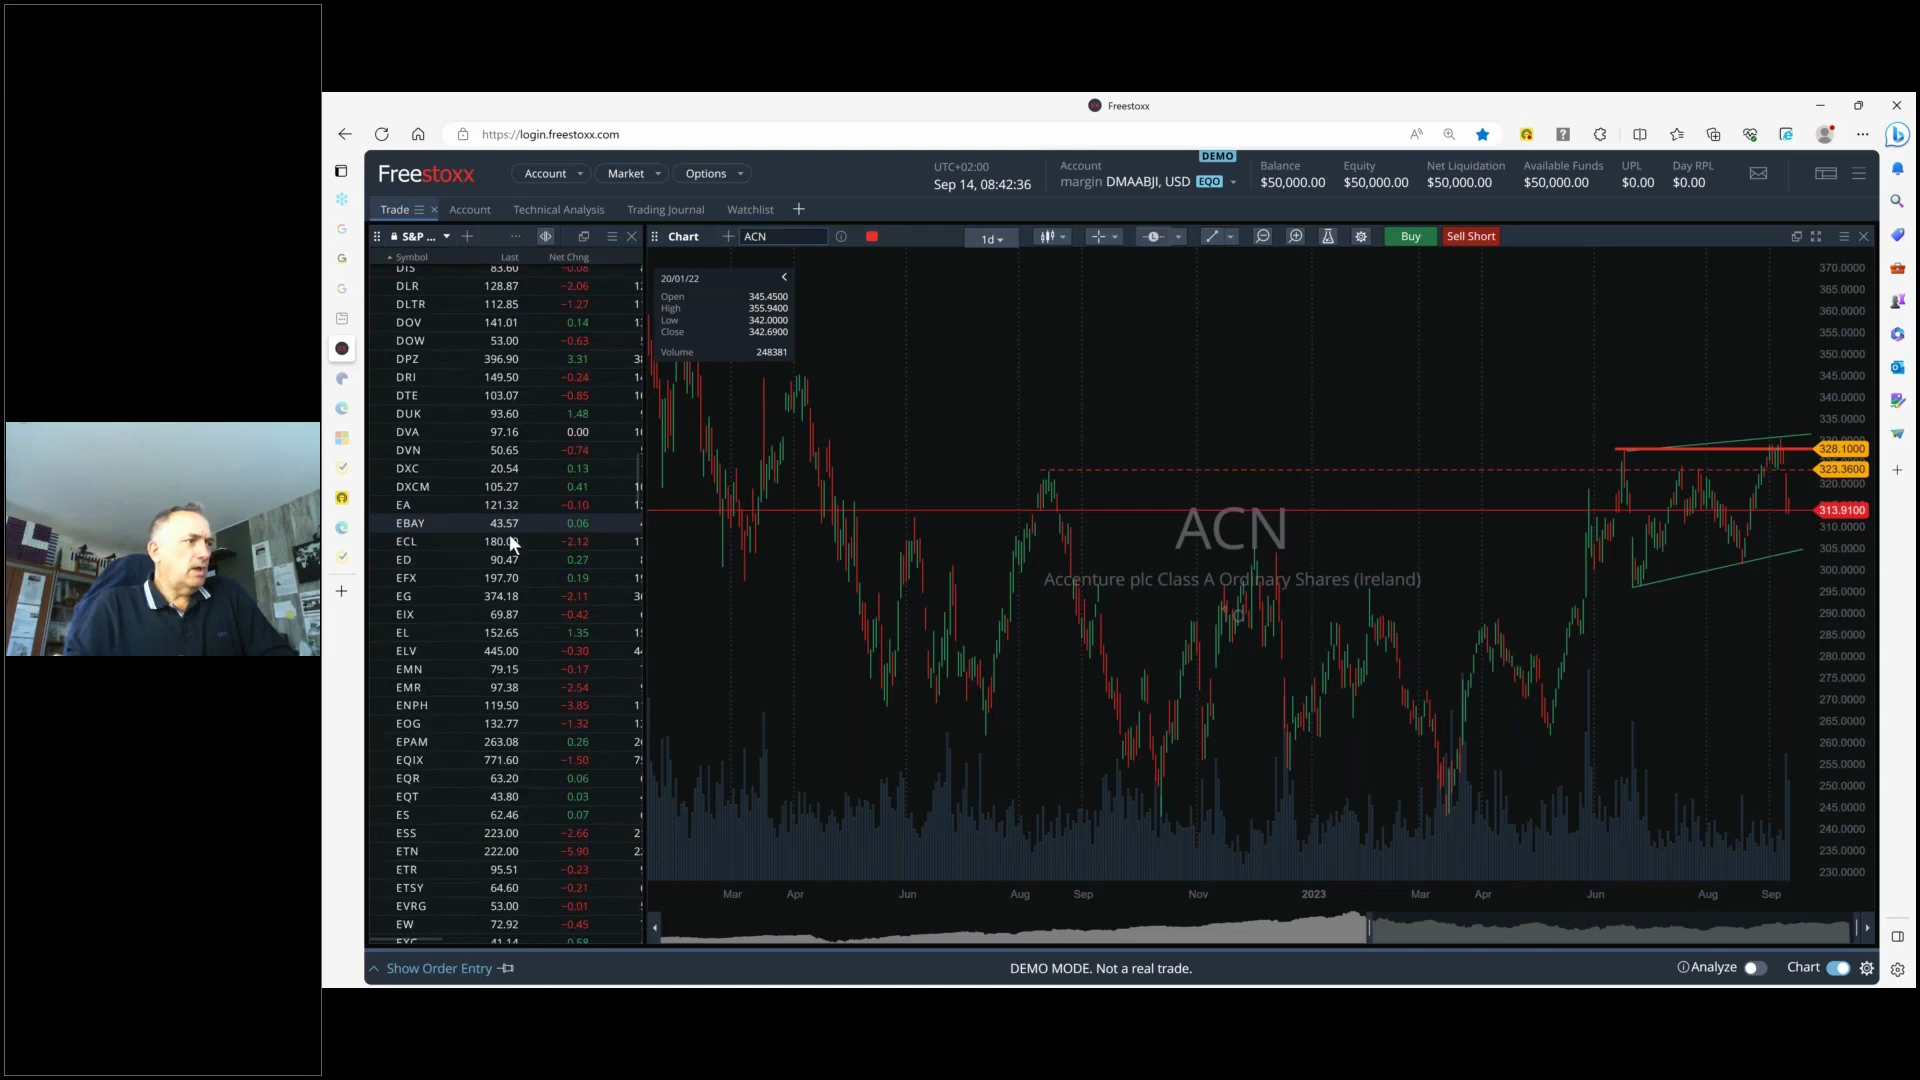 Freestoxx
https://login.freestoxx.com
Freestoxx
Account
Market
Options
UTC+02:00
Sep 14, 08:42:36
Account
margin DMAABJI, USD EQO
DEMO
Balance
$50,000.00
Equity
$50,000.00
Net Liquidation
$50,000.00
Available Funds
$50,000.00
UPL
$0.00
Day RPL
$0.00
Trade
Account
Technical Analysis
Trading Journal
Watchlist
S&P ...
Chart
ACN
1d
Buy
Sell Short
Symbol Last Net Chng
DIS 83.60 −0.08
DLR 128.87 −2.06
DLTR 112.85 −1.27
DOV 141.01 0.14
DOW 53.00 −0.63
DPZ 396.90 3.31
DRI 149.50 −0.24
DTE 103.07 −0.85
DUK 93.60 1.48
DVA 97.16 0.00
DVN 50.65 −0.74
DXC 20.54 0.13
DXCM 105.27 0.41
EA 121.32 −0.10
EBAY 43.57 0.06
ECL −2.12
ED 90.47 0.27
EFX 197.70 0.19
EG 374.18 −2.11
EIX 69.87 −0.42
EL 152.65 1.35
ELV 445.00 −0.30
EMN 79.15 −0.17
EMR 97.38 −2.54
ENPH 119.50 −3.85
EOG 132.77 −1.32
EPAM 263.08 0.26
EQIX 771.60 −1.50
EQR 63.20 0.06
EQT 43.80 0.03
ES 62.46 0.07
ESS 223.00 −2.66
ETN 222.00 −5.90
ETR 95.51 −0.23
ETSY 64.60 −0.21
EVRG 53.00 −0.01
EW 72.92 −0.45
EXC 41.14 0.58
20/01/22
Open 345.4500
High 355.9400
Low 342.0000
Close 342.6900
Volume 248381
ACN
Accenture plc Class A Ordinary Shares (Ireland)
1d
370.0000
365.0000
360.0000
355.0000
350.0000
345.0000
340.0000
335.0000
328.1000
323.3600
320.0000
313.9100
310.0000
305.0000
300.0000
295.0000
290.0000
285.0000
280.0000
275.0000
270.0000
265.0000
260.0000
255.0000
250.0000
245.0000
240.0000
235.0000
230.0000
Mar Apr Jun Aug Sep Nov 2023 Mar Apr Jun Aug Sep
Show Order Entry
DEMO MODE. Not a real trade.
Analyze
Chart